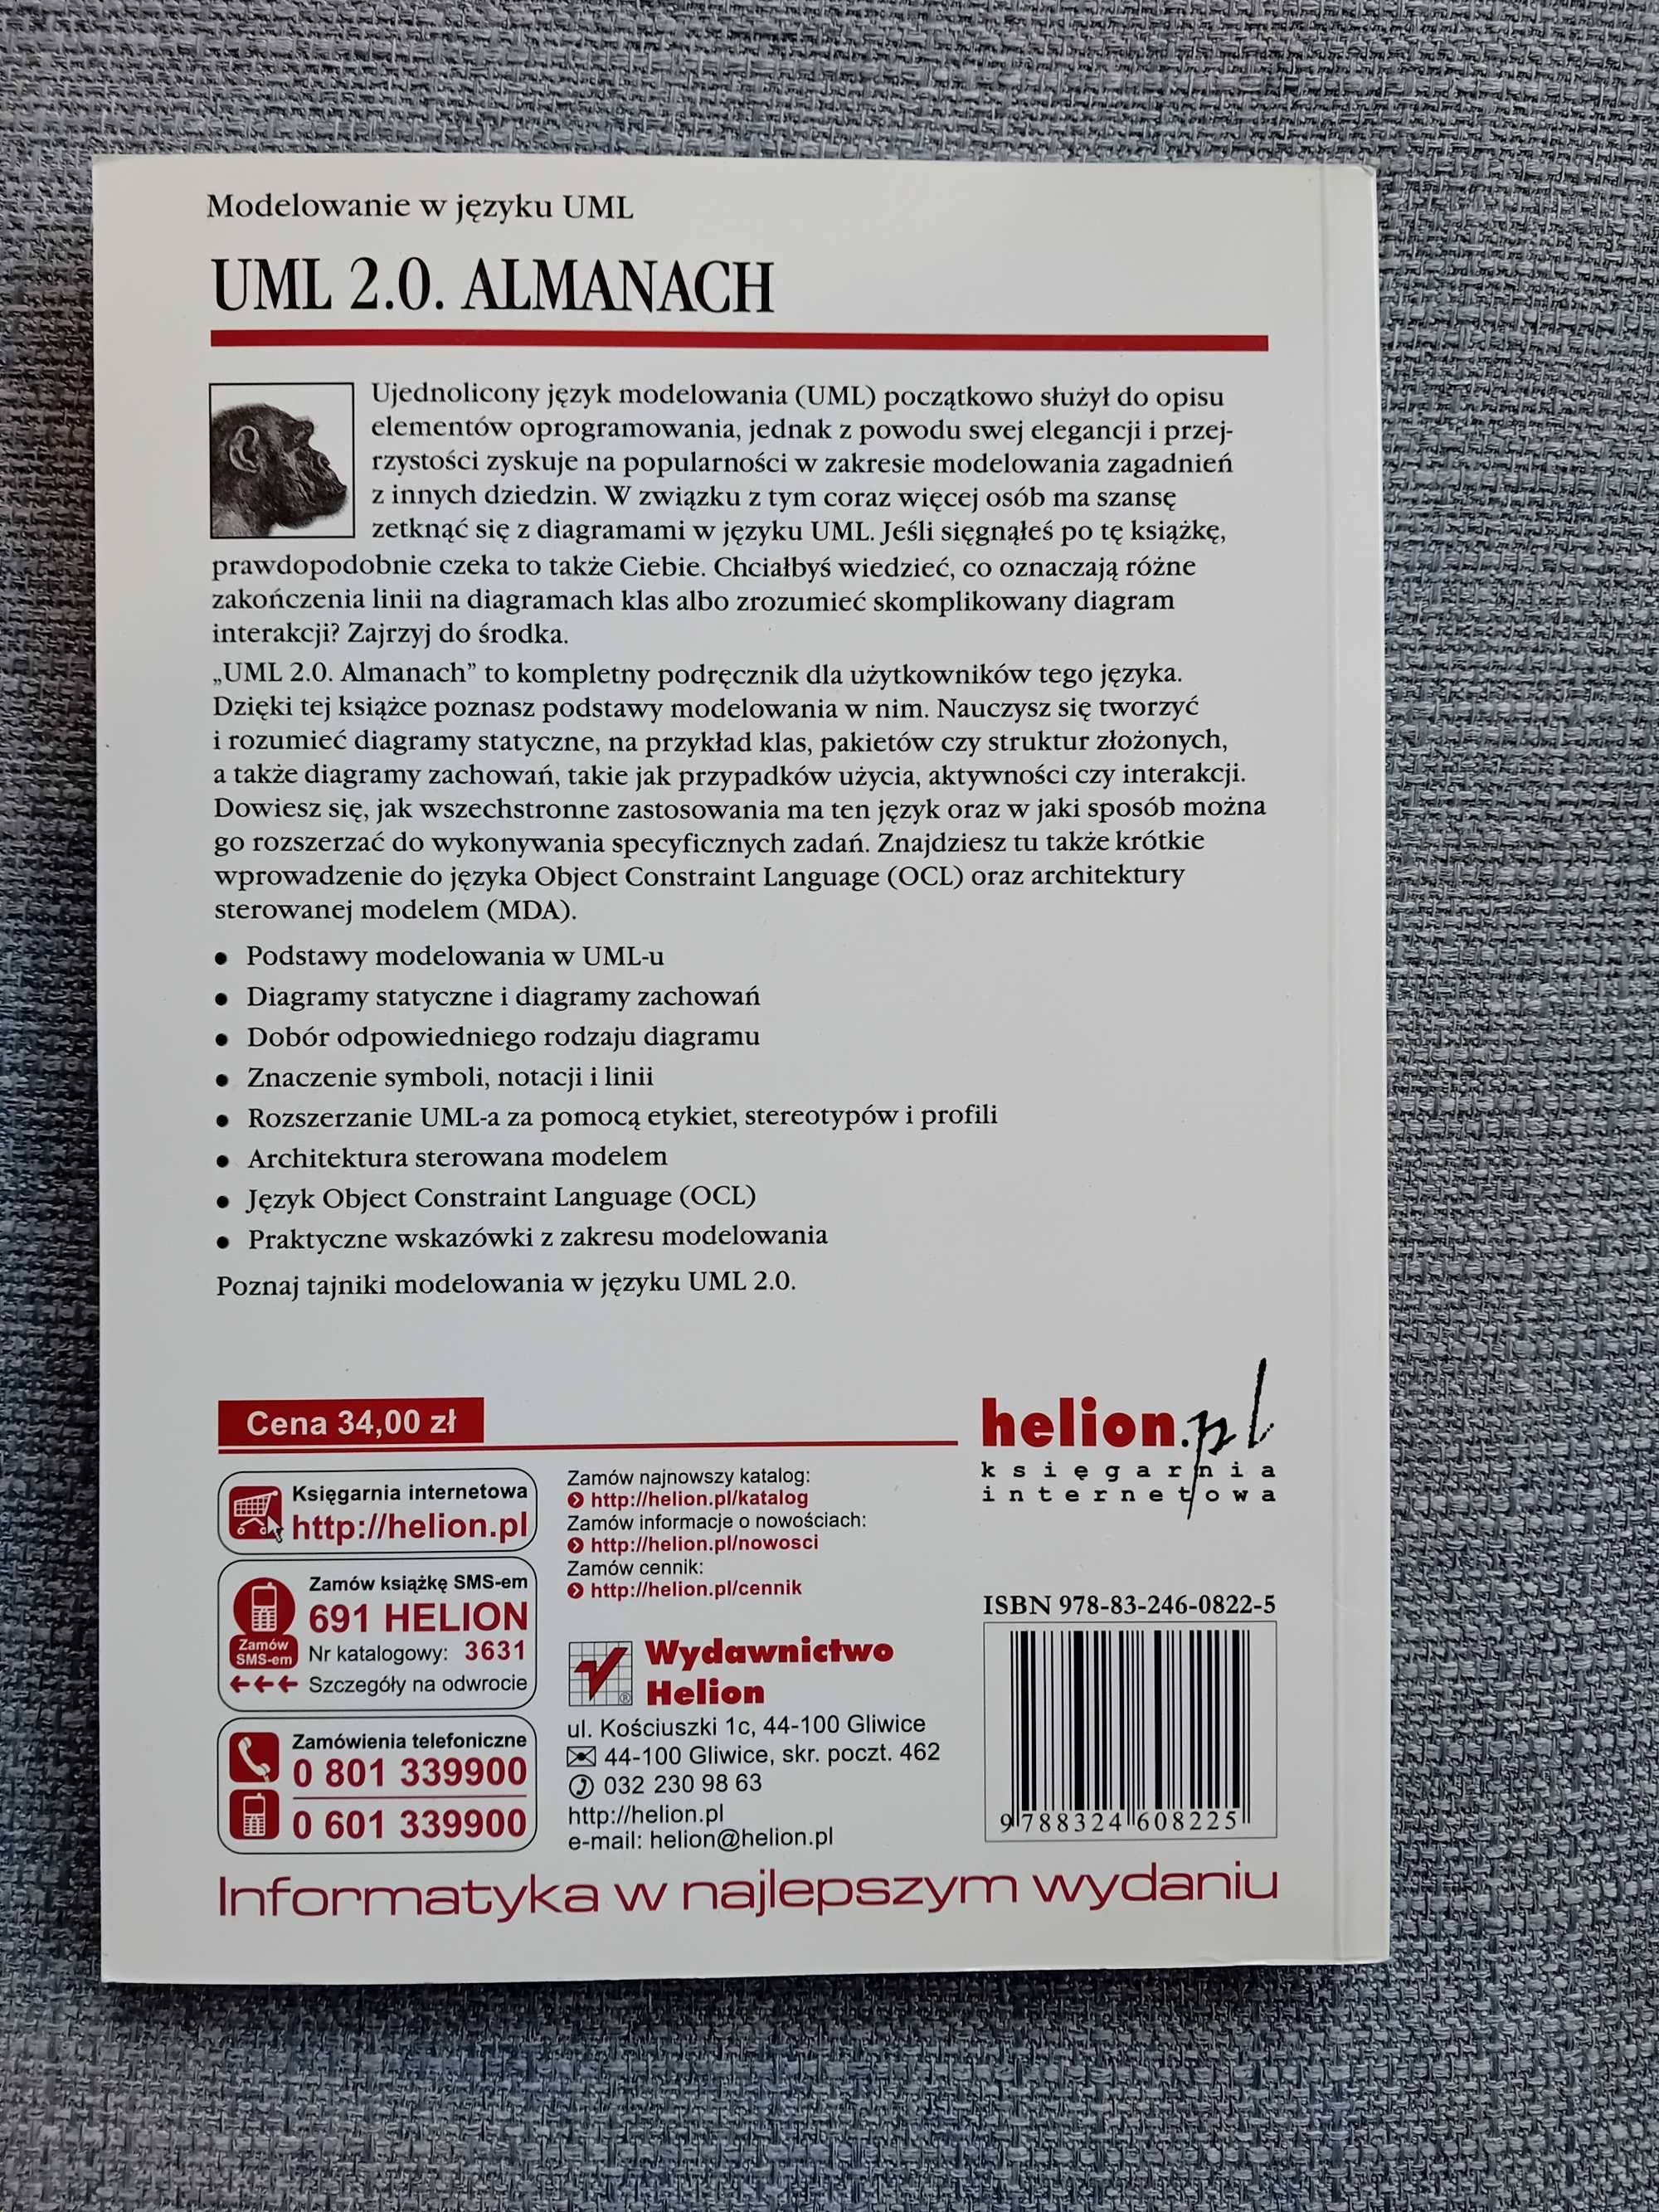 Modelowanie w języku UML
UML 2.0. ALMANACH
Ujednolicony język modelowania (UML) początkowo służył do opisu
elementów oprogramowania, jednak z powodu swej elegancji i przej-
rzystości zyskuje na popularności w zakresie modelowania zagadnień
z innych dziedzin. W związku z tym coraz więcej osób ma szansę
zetknąć się z diagramami w języku UML. Jeśli sięgnąłeś po tę książkę,
prawdopodobnie czeka to także Ciebie. Chciałbyś wiedzieć, co oznaczają różne
zakończenia linii na diagramach klas albo zrozumieć skomplikowany diagram
interakcji? Zajrzyj do środka.
„UML 2.0. Almanach” to kompletny podręcznik dla użytkowników tego języka.
Dzięki tej książce poznasz podstawy modelowania w nim. Nauczysz się tworzyć
i rozumieć diagramy statyczne, na przykład klas, pakietów czy struktur złożonych,
a także diagramy zachowań, takie jak przypadków użycia, aktywności czy interakcji.
Dowiesz się, jak wszechstronne zastosowania ma ten język oraz w jaki sposób można
go rozszerzać do wykonywania specyficznych zadań. Znajdziesz tu także krótkie
wprowadzenie do języka Object Constraint Language (OCL) oraz architektury
sterowanej modelem (MDA).
• Podstawy modelowania w UML-u
• Diagramy statyczne i diagramy zachowań
• Dobór odpowiedniego rodzaju diagramu
• Znaczenie symboli, notacji i linii
• Rozszerzanie UML-a za pomocą etykiet, stereotypów i profili
• Architektura sterowana modelem
• Język Object Constraint Language (OCL)
• Praktyczne wskazówki z zakresu modelowania
Poznaj tajniki modelowania w języku UML 2.0.
Cena 34,00 zł
Księgarnia internetowa
http://helion.pl
Zamów książkę SMS-em
691 HELION
Zamów
SMS-em
Nr katalogowy: 3631
Szczegóły na odwrocie
Zamówienia telefoniczne
0 801 339900
0 601 339900
Zamów najnowszy katalog:
http://helion.pl/katalog
Zamów informacje o nowościach:
http://helion.pl/nowosci
Zamów cennik:
http://helion.pl/cennik
Wydawnictwo
Helion
®
ul. Kościuszki 1c, 44-100 Gliwice
44-100 Gliwice, skr. poczt. 462
032 230 98 63
http://helion.pl
e-mail: helion@helion.pl
helion.pl
księgarnia
internetowa
ISBN 978-83-246-0822-5
9 788324 608225
Informatyka w najlepszym wydaniu